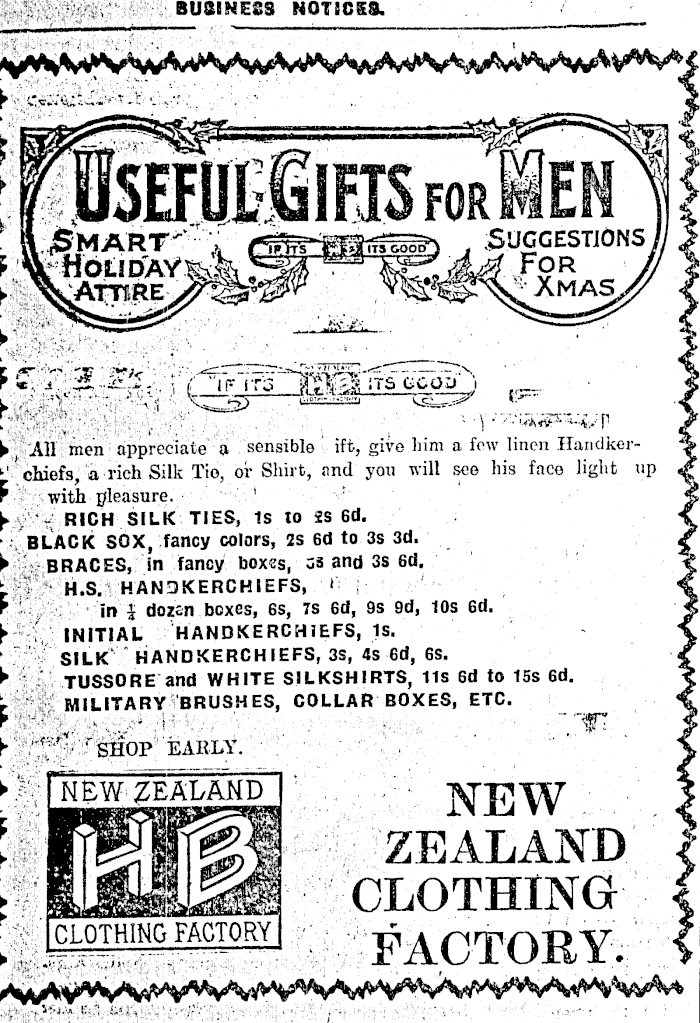 BUSINESS NOTICES.
USEFUL GIFTS FOR MEN
SMART HOLIDAY ATTIRE
IF ITS HB ITS GOOD
SUGGESTIONS FOR XMAS
IF ITS HB ITS GOOD
All men appreciate a sensible ift, give him a few linen Handker-
chiefs, a rich Silk Tie, or Shirt, and you will see his face light up
with pleasure.
RICH SILK TIES, 1s to 2s 6d.
BLACK SOX, fancy colors, 2s 6d to 3s 3d.
BRACES, in fancy boxes, and 3s 6d.
H.S. HANDKERCHIEFS,
in dozen boxes, 6s, 7s 6d, 9s 9d, 10s 6d.
INITIAL HANDKERCHIEFS, 1s.
SILK HANDKERCHIEFS, 3s, 4s 6d, 6s.
TUSSORE and WHITE SILKSHIRTS, 11s 6d to 15s 6d.
MILITARY BRUSHES, COLLAR BOXES, ETC.
SHOP EARLY.
NEW ZEALAND
HB
CLOTHING FACTORY
NEW
ZEALAND
CLOTHING
FACTORY.